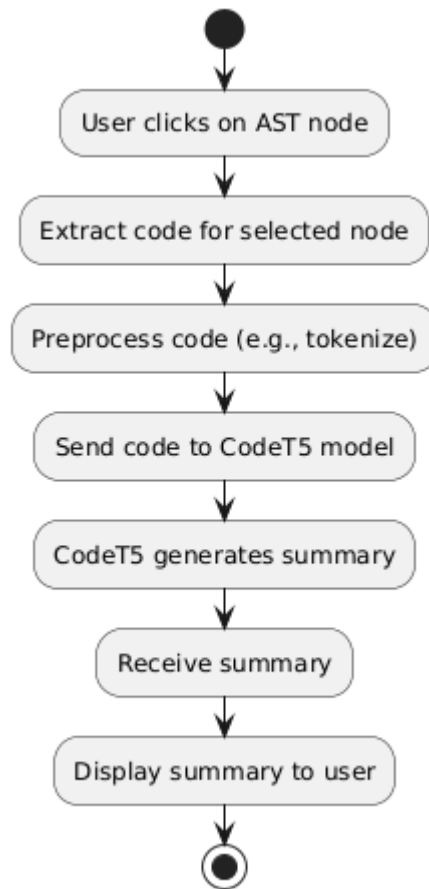 User clicks on AST node
Extract code for selected node
Preprocess code (e.g., tokenize)
Send code to CodeT5 model
CodeT5 generates summary
Receive summary
Display summary to user